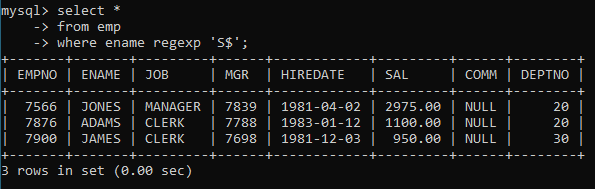 mysql> select *
    -> from emp
    -> where ename regexp 'S$';
+-------+-------+---------+------+------------+---------+------+--------+
| EMPNO | ENAME | JOB     | MGR  | HIREDATE   | SAL     | COMM | DEPTNO |
+-------+-------+---------+------+------------+---------+------+--------+
|  7566 | JONES | MANAGER | 7839 | 1981-04-02 | 2975.00 | NULL |     20 |
|  7876 | ADAMS | CLERK   | 7788 | 1983-01-12 | 1100.00 | NULL |     20 |
|  7900 | JAMES | CLERK   | 7698 | 1981-12-03 |  950.00 | NULL |     30 |
+-------+-------+---------+------+------------+---------+------+--------+
3 rows in set (0.00 sec)